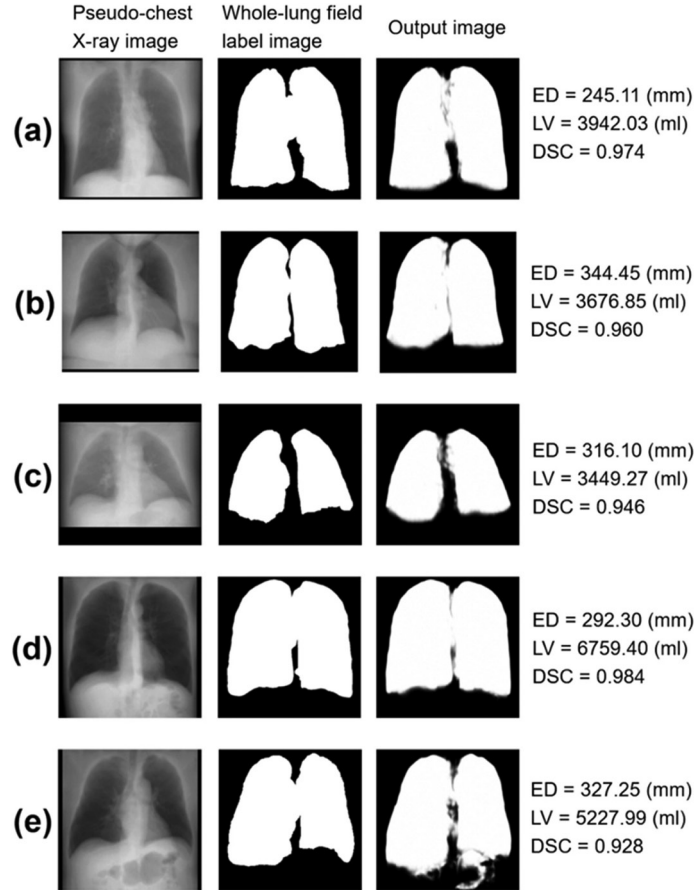 Pseudo-chest
X-ray image
Whole-lung field
label image
Output image
(a)
ED = 245.11 (mm)
LV = 3942.03 (ml)
DSC = 0.974
(b)
ED = 344.45 (mm)
LV = 3676.85 (ml)
DSC = 0.960
(c)
ED = 316.10 (mm)
LV = 3449.27 (ml)
DSC = 0.946
(d)
ED = 292.30 (mm)
LV = 6759.40 (ml)
DSC = 0.984
(e)
ED = 327.25 (mm)
LV = 5227.99 (ml)
DSC = 0.928